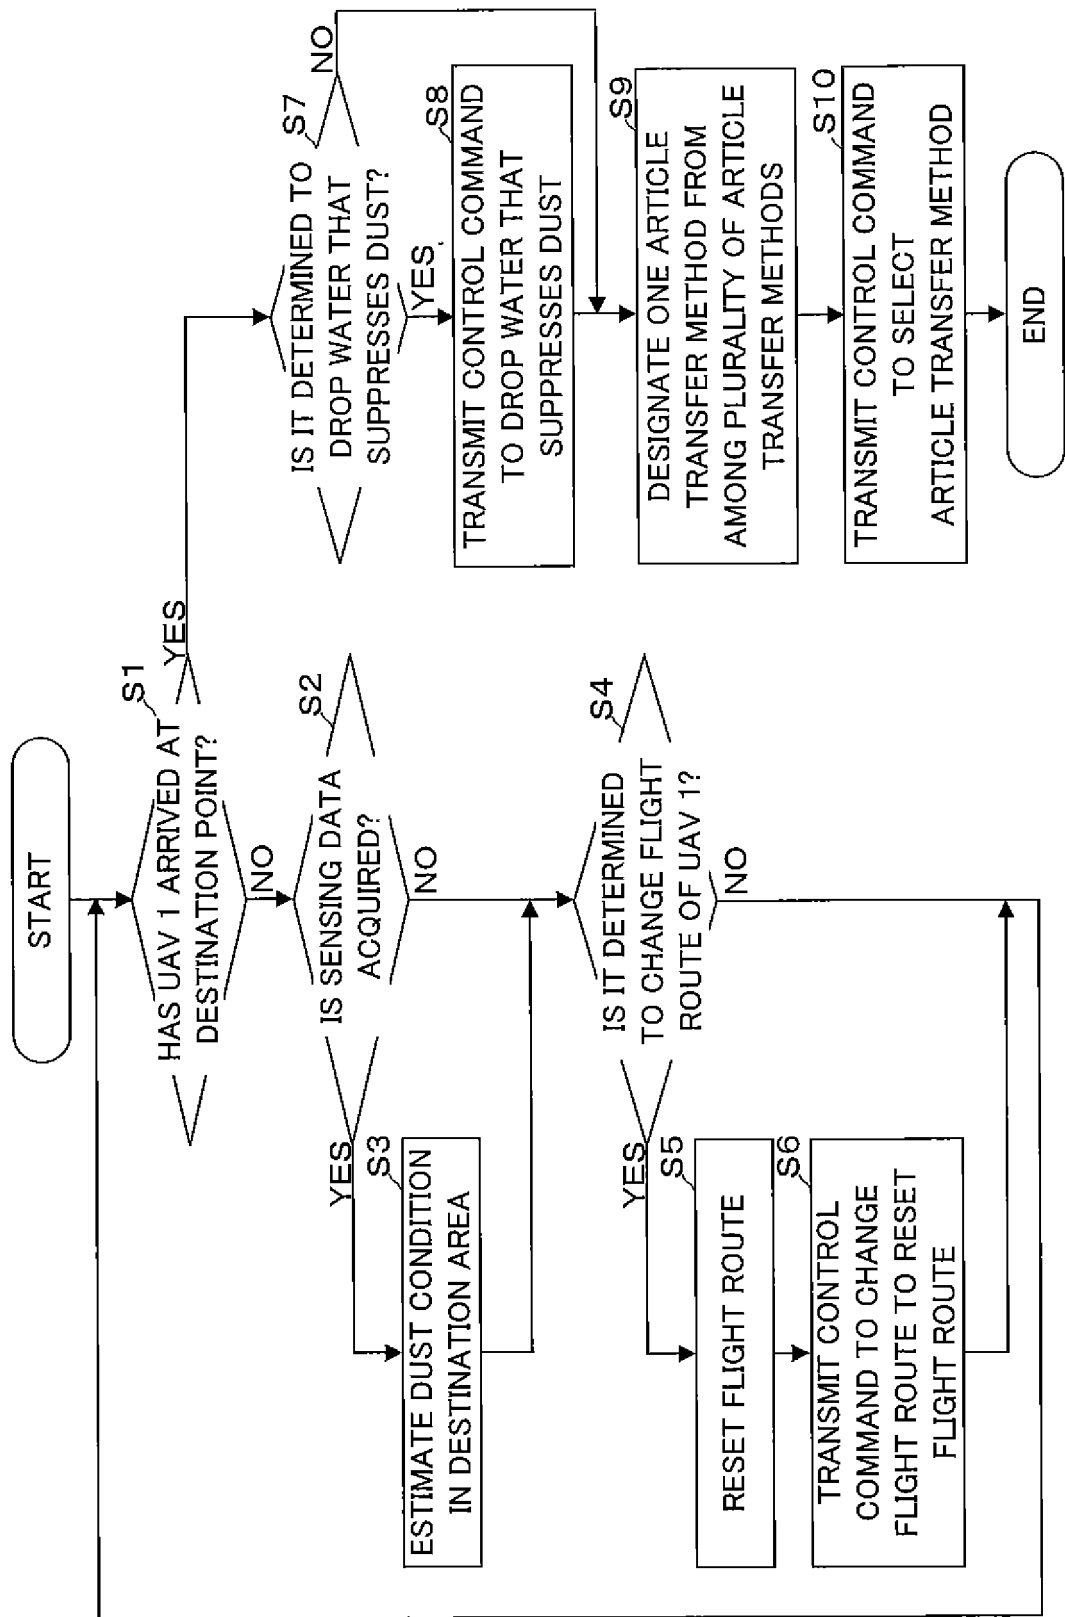 START
S1
HAS UAV 1 ARRIVED AT
DESTINATION POINT?
YES
NO
S2
IS SENSING DATA
ACQUIRED?
YES
NO
S3
ESTIMATE DUST CONDITION
IN DESTINATION AREA
S4
IS IT DETERMINED
TO CHANGE FLIGHT
ROUTE OF UAV 1?
YES
NO
S5
RESET FLIGHT ROUTE
S6
TRANSMIT CONTROL
COMMAND TO CHANGE
FLIGHT ROUTE TO RESET
FLIGHT ROUTE
S7
IS IT DETERMINED TO
DROP WATER THAT
SUPPRESSES DUST?
NO
YES
S8
TRANSMIT CONTROL COMMAND
TO DROP WATER THAT
SUPPRESSES DUST
S9
DESIGNATE ONE ARTICLE
TRANSFER METHOD FROM
AMONG PLURALITY OF ARTICLE
TRANSFER METHODS
S10
TRANSMIT CONTROL COMMAND
TO SELECT
ARTICLE TRANSFER METHOD
END